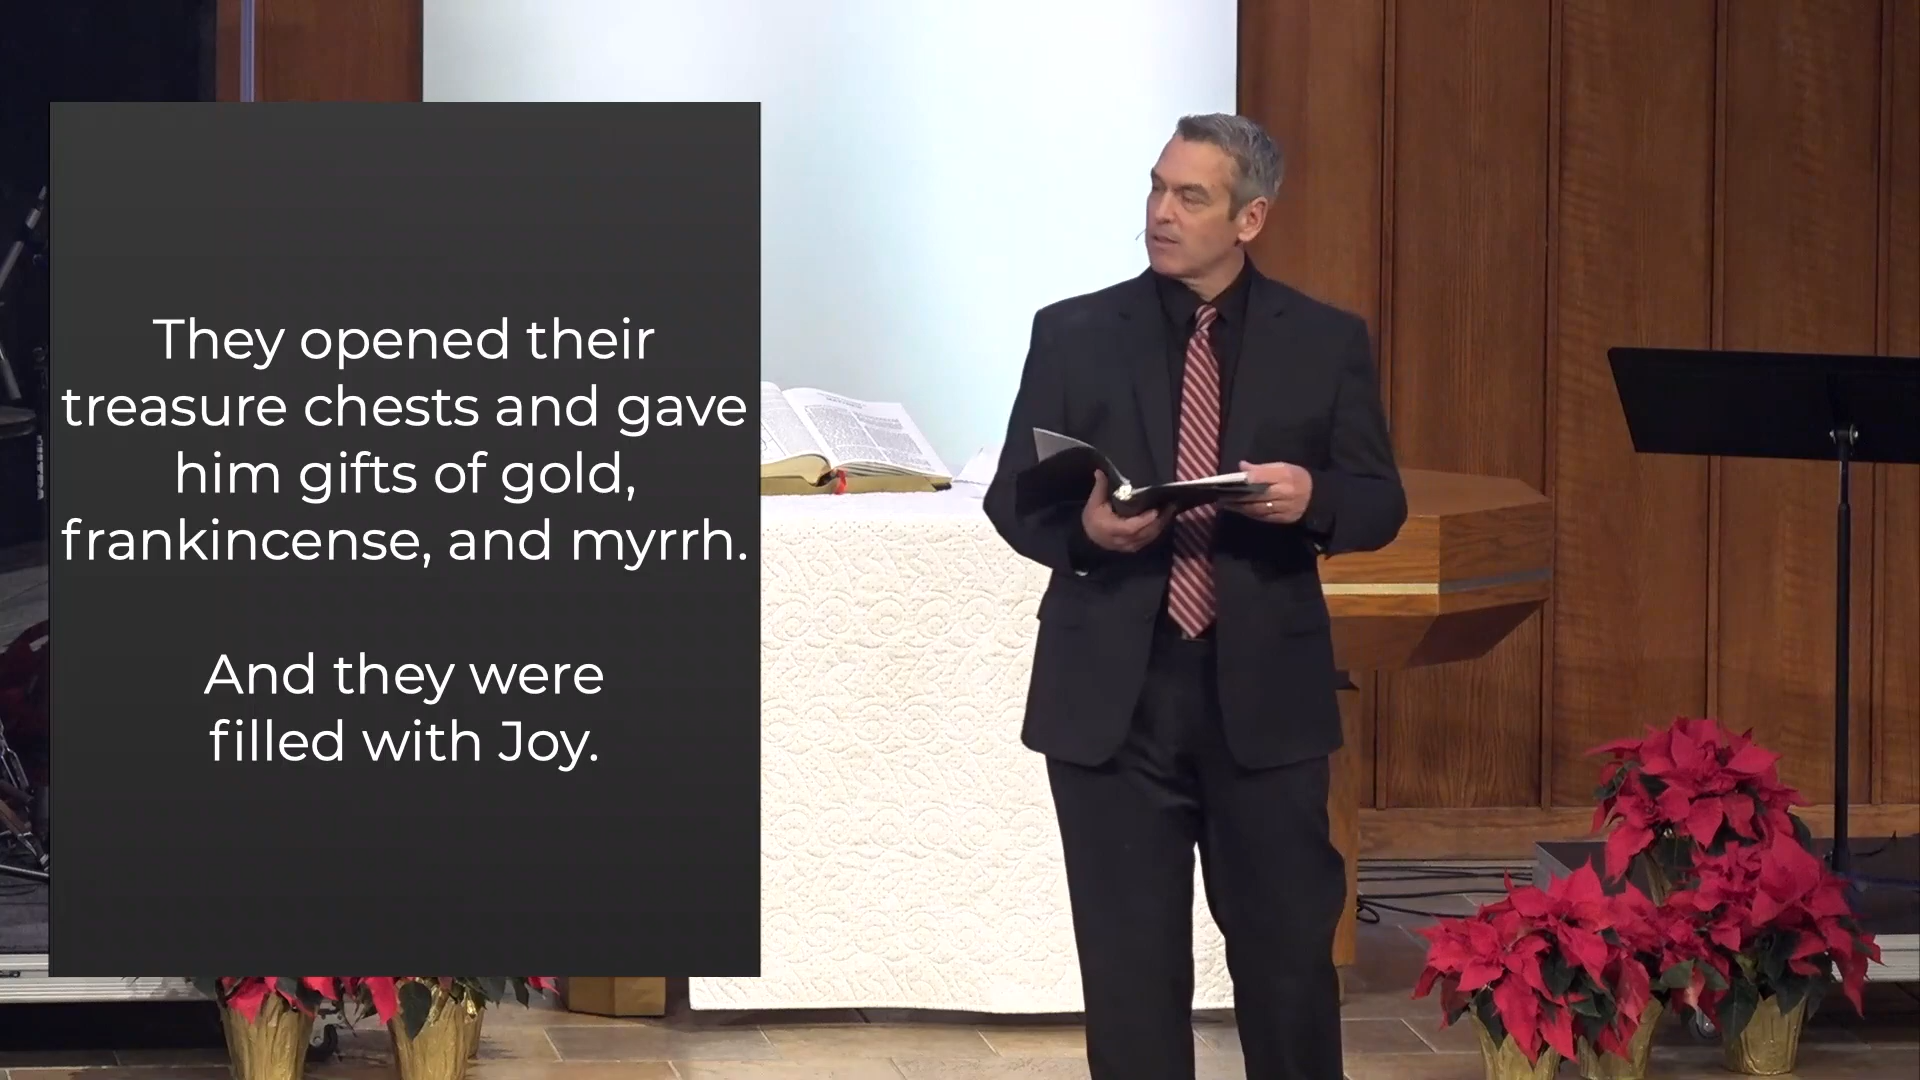 They opened their
treasure chests and gave
him gifts of gold,
frankincense, and myrrh.
And they were
filled with Joy.